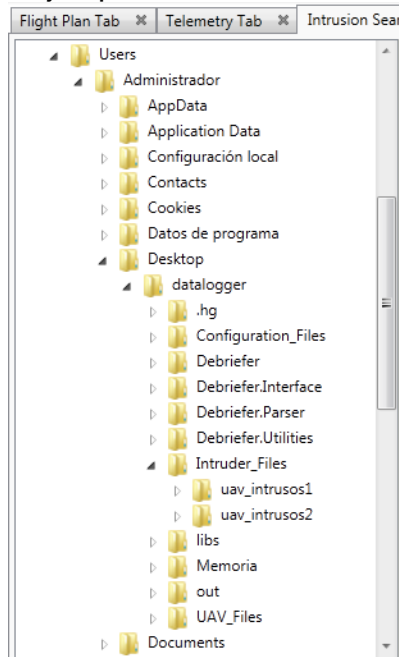 Flight Plan Tab Telemetry Tab Intrusion Sear
Users
Administrador
AppData
Application Data
Configuración local
Contacts
Cookies
Datos de programa
Desktop
datalogger
.hg
Configuration_Files
Debriefer
Debriefer.Interface
Debriefer.Parser
Debriefer.Utilities
Intruder_Files
uav_intrusos1
uav_intrusos2
libs
Memoria
out
UAV_Files
Documents